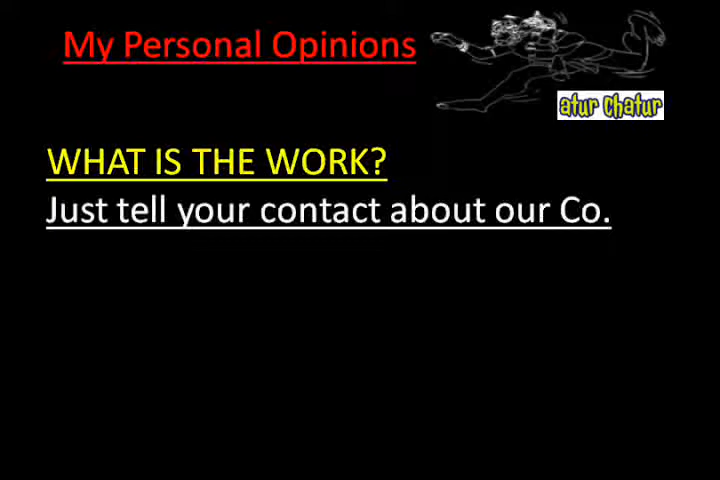 My Personal Opinions
atur Chatur
WHAT IS THE WORK?
Just tell your contact about our Co.